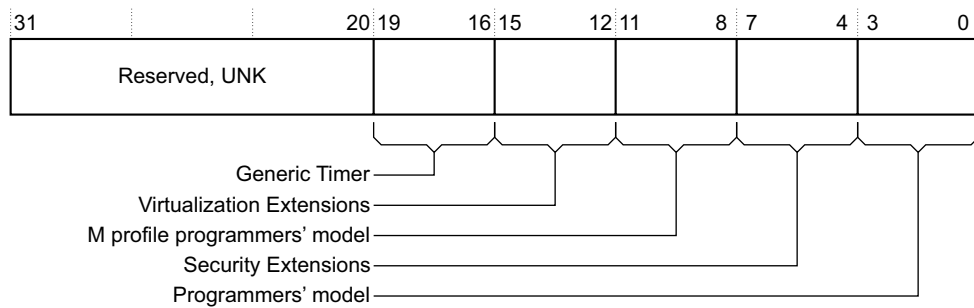 31 20 19 16 15 12 11 8 7 4 3 0
Reserved, UNK
Generic Timer
Virtualization Extensions
M profile programmers’ model
Security Extensions
Programmers’ model